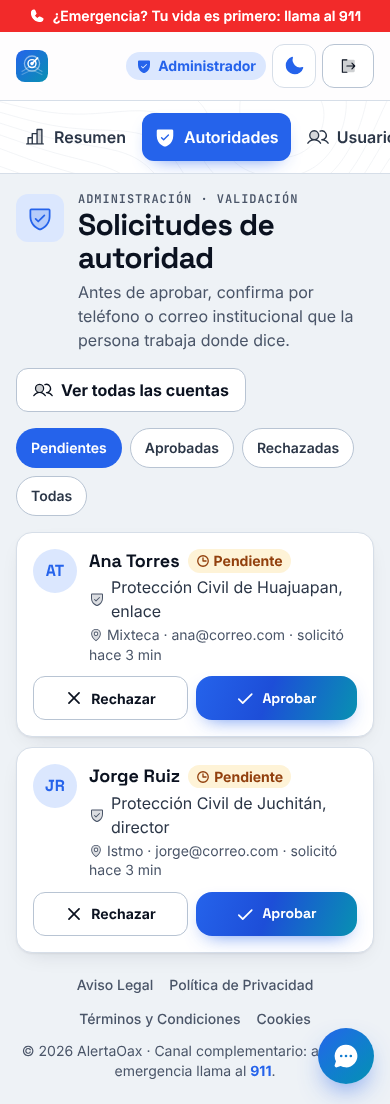 ¿Emergencia? Tu vida es primero: llama al 911
Administrador
Resumen
Autoridades
Usuari
ADMINISTRACIÓN · VALIDACIÓN
Solicitudes de
autoridad
Antes de aprobar, confirma por
teléfono o correo institucional que la
persona trabaja donde dice.
Ver todas las cuentas
Pendientes
Aprobadas
Rechazadas
Todas
AT
Ana Torres
Pendiente
Protección Civil de Huajuapan,
enlace
Mixteca · ana@correo.com · solicitó
hace 3 min
Rechazar
Aprobar
JR
Jorge Ruiz
Pendiente
Protección Civil de Juchitán,
director
Istmo · jorge@correo.com · solicitó
hace 3 min
Rechazar
Aprobar
Aviso Legal
Política de Privacidad
Términos y Condiciones
Cookies
© 2026 AlertaOax · Canal complementario: a
emergencia llama al 911.